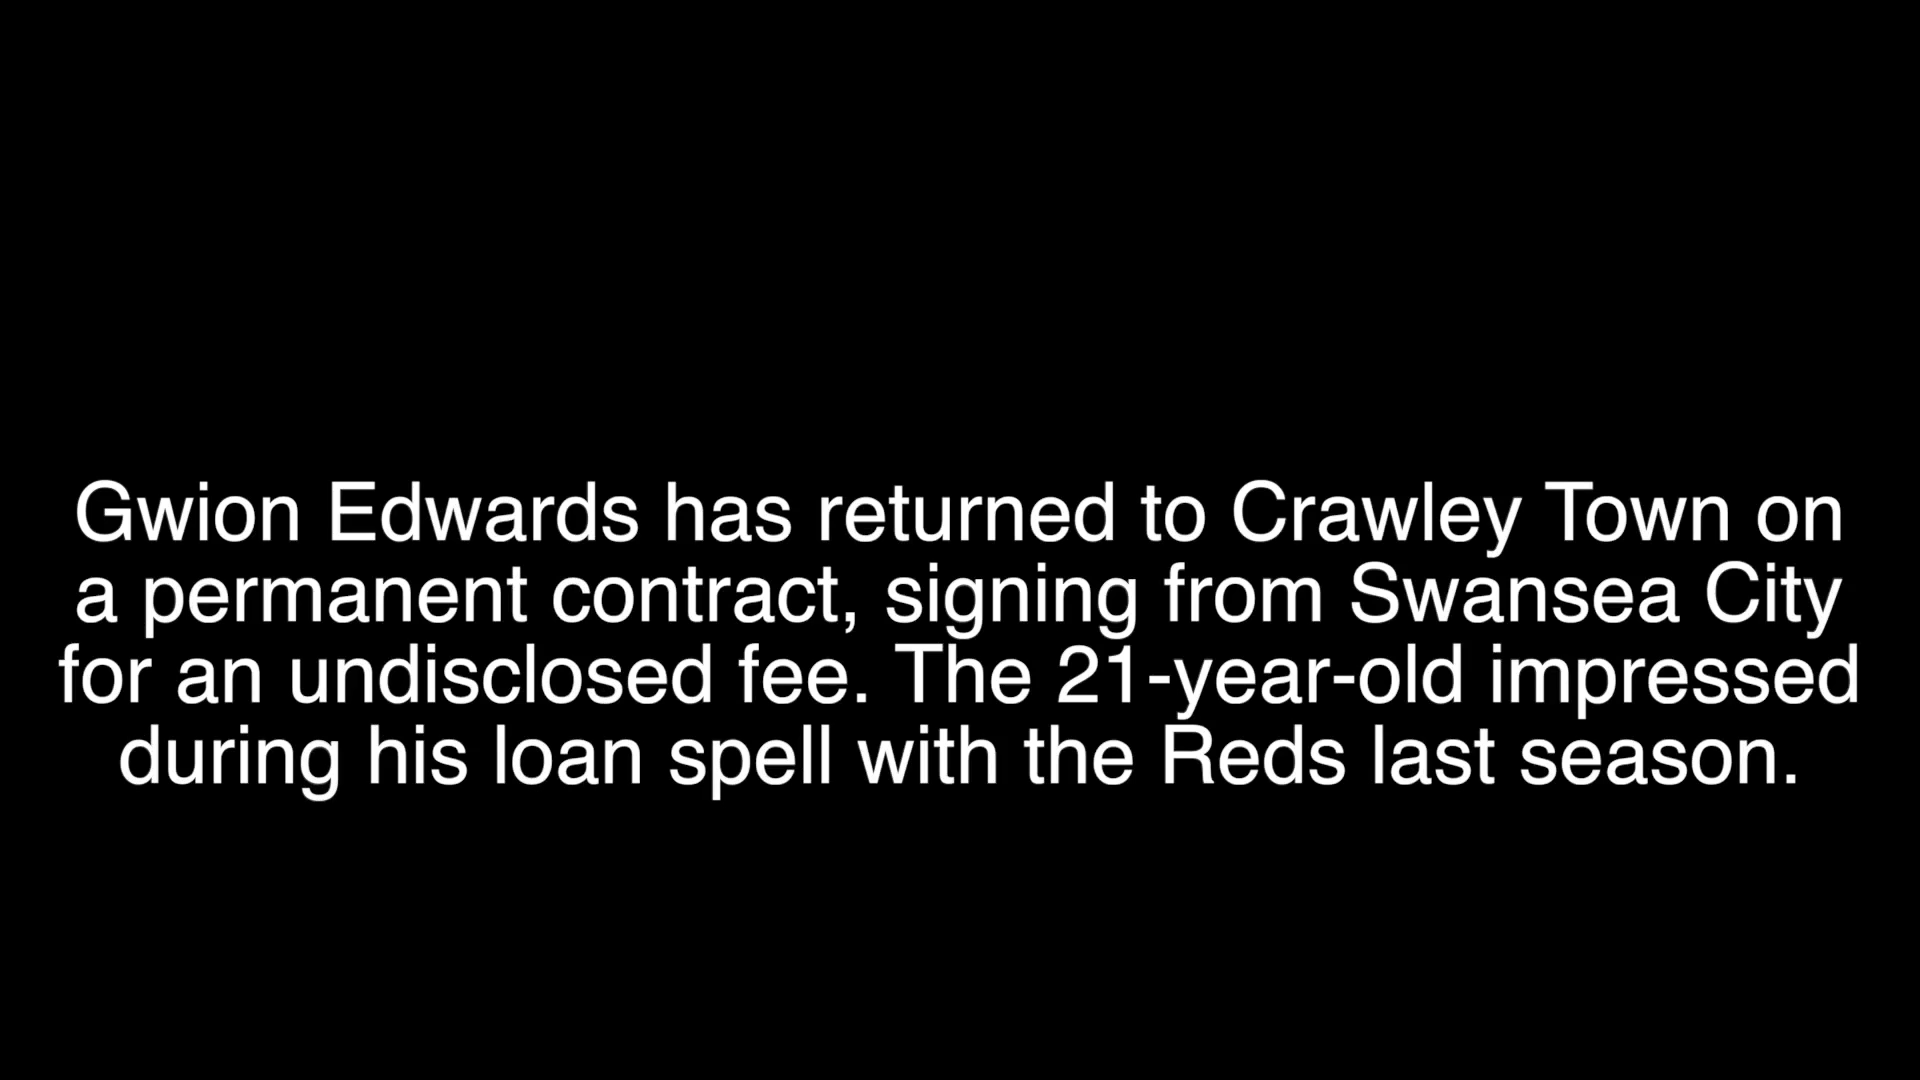 Gwion Edwards has returned to Crawley Town on
a permanent contract, signing from Swansea City
for an undisclosed fee. The 21-year-old impressed
during his loan spell with the Reds last season.